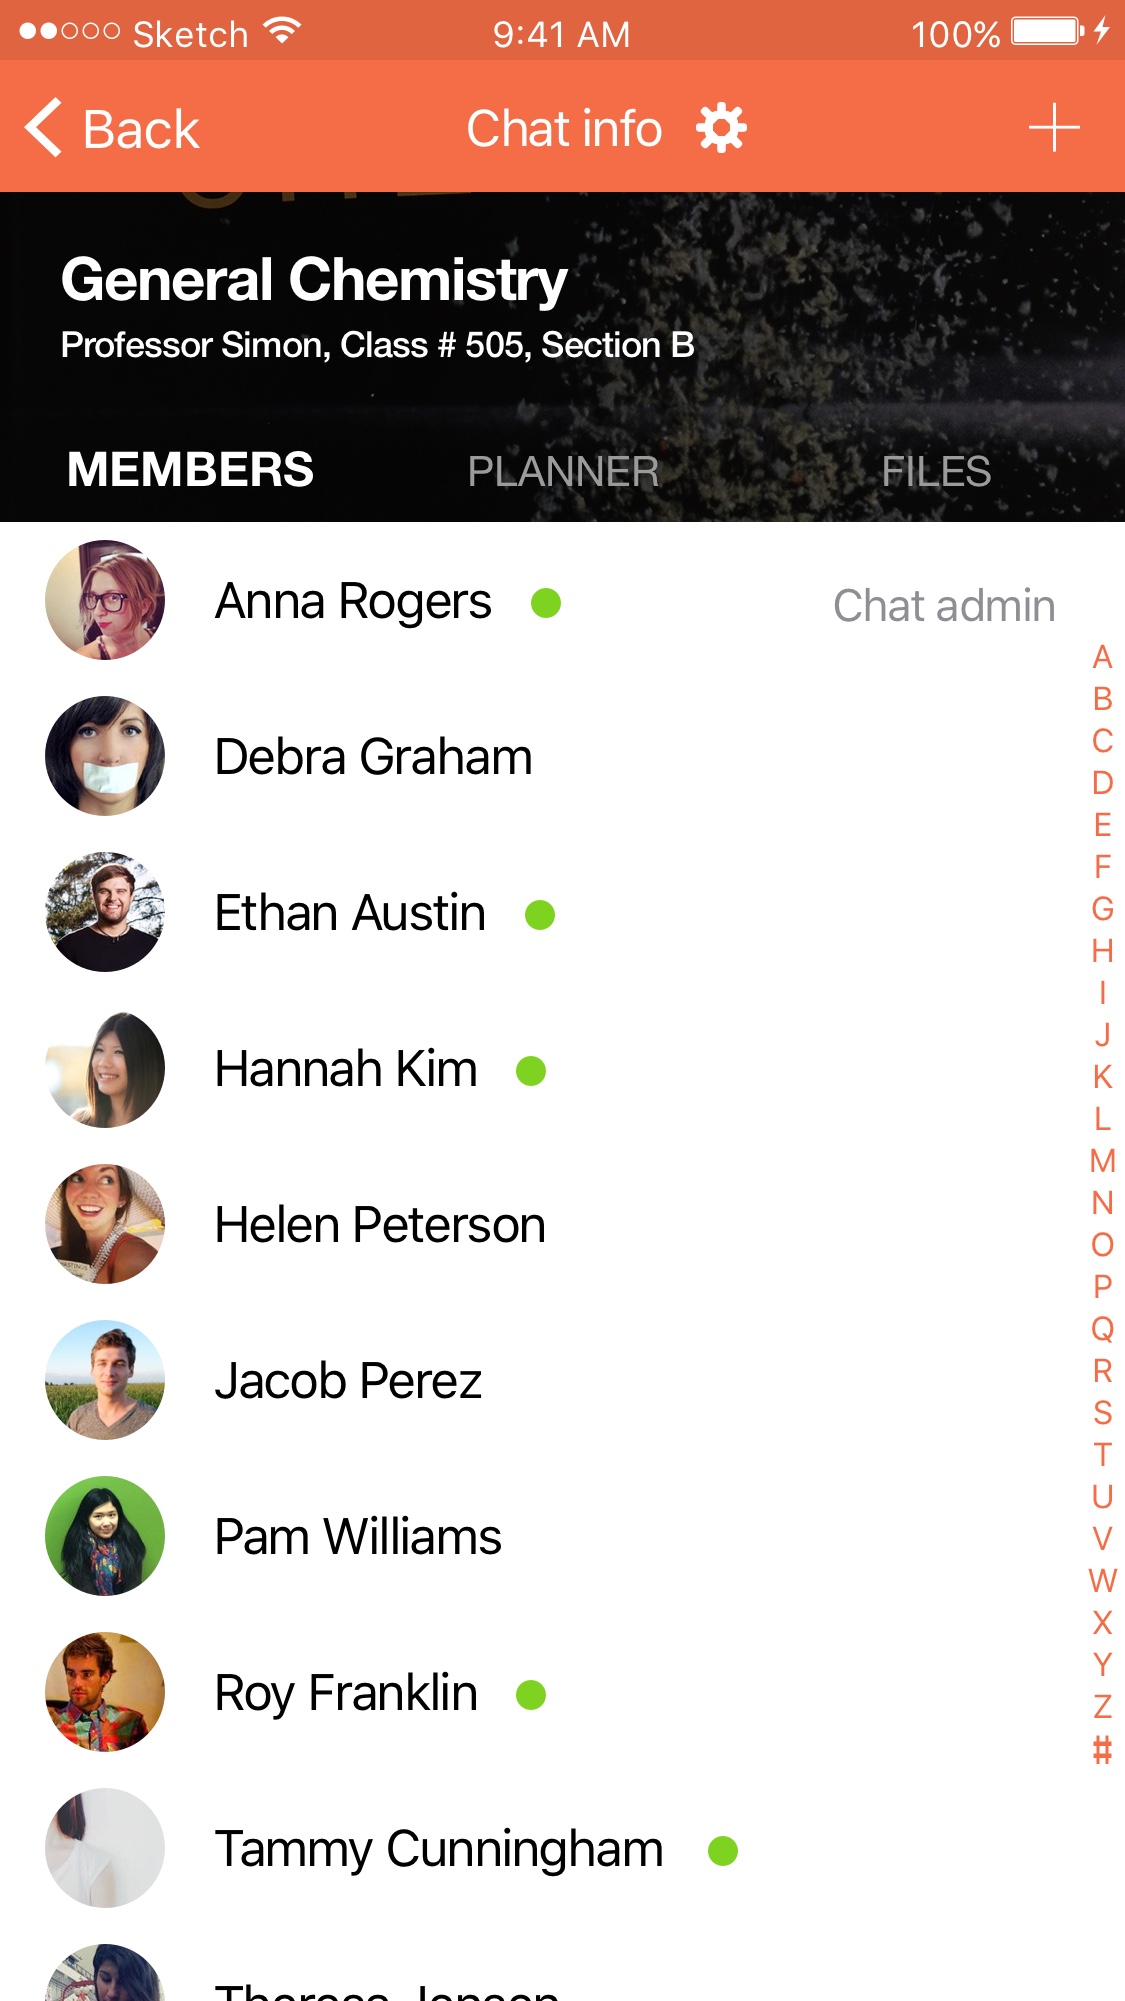 Sketch 9:41 AM 100%
Back Chat info
General Chemistry
Professor Simon, Class # 505, Section B
MEMBERS PLANNER FILES
Anna Rogers Chat admin
Debra Graham
Ethan Austin
Hannah Kim
Helen Peterson
Jacob Perez
Pam Williams
Roy Franklin
Tammy Cunningham
Theresa Jensen
A
B
C
D
E
F
G
H
I
J
K
L
M
N
O
P
Q
R
S
T
U
V
W
X
Y
Z
#